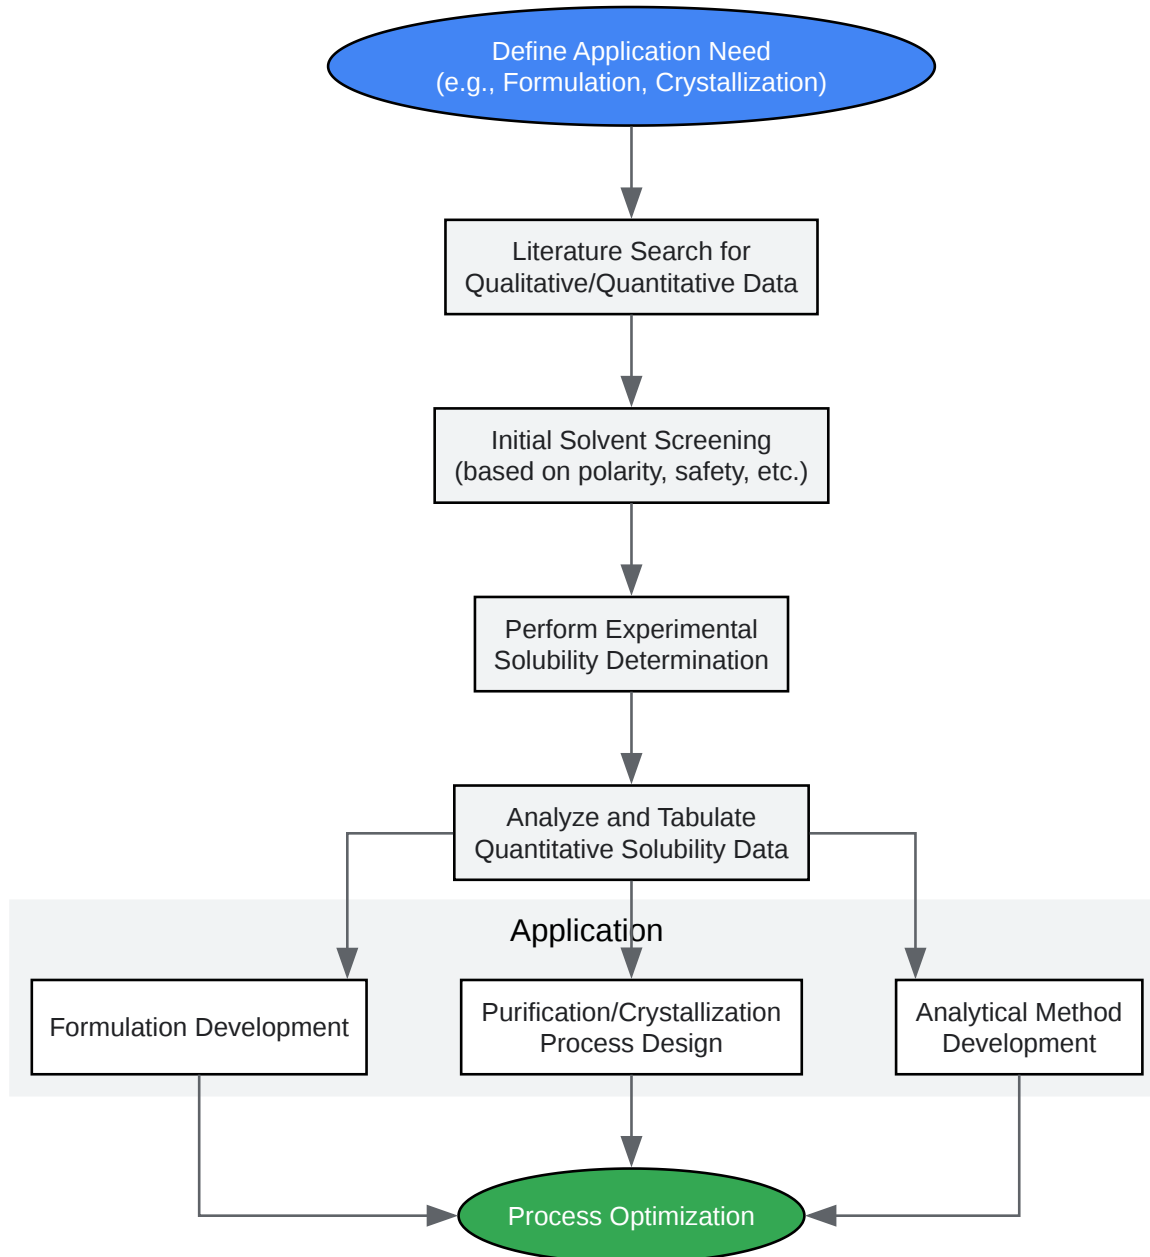 Define Application Need
(e.g., Formulation, Crystallization)
Literature Search for
Qualitative/Quantitative Data
Initial Solvent Screening
(based on polarity, safety, etc.)
Perform Experimental
Solubility Determination
Analyze and Tabulate
Quantitative Solubility Data
Application
Formulation Development
Purification/Crystallization
Process Design
Analytical Method
Development
Process Optimization